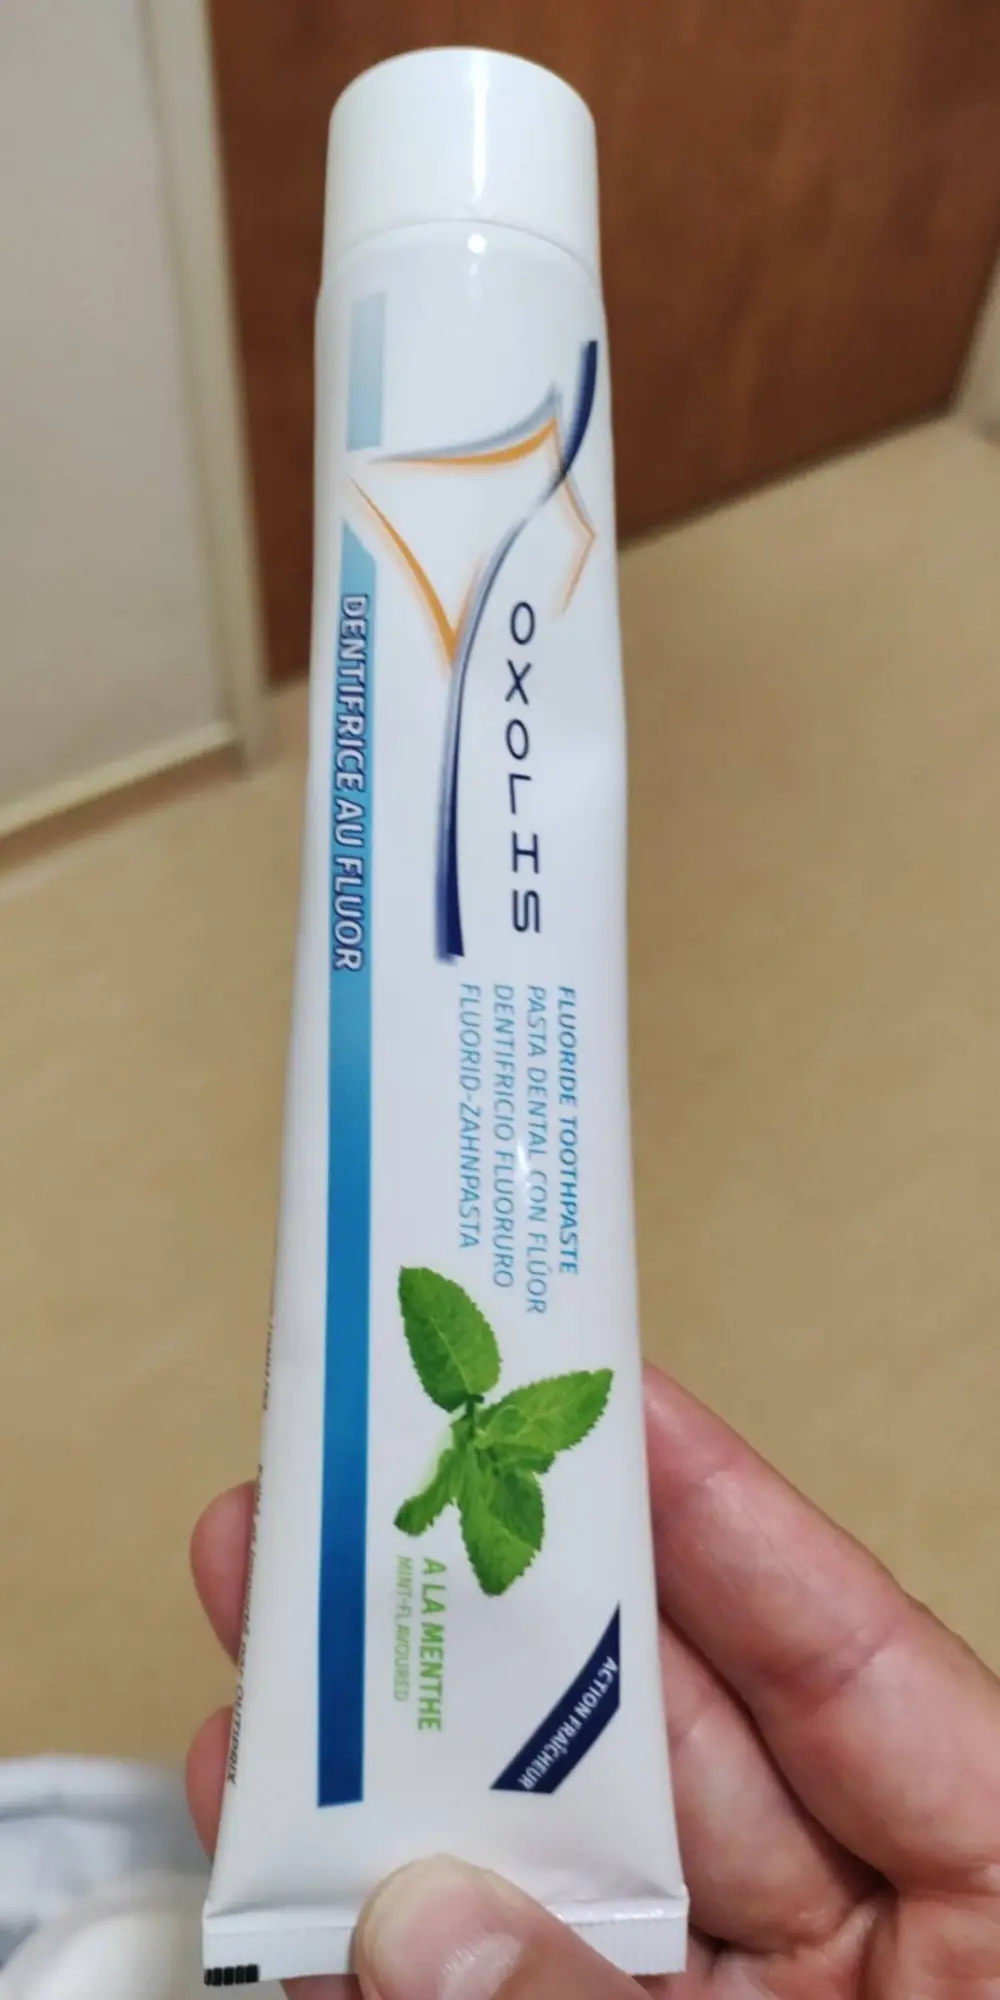 OXOLIS
FLUORIDE TOOTHPASTE
PASTA DENTAL CON FLÚOR
DENTIFRICIO FLUORURO
FLUORID-ZAHNPASTA
DENTIFRICE AU FLUOR
A LA MENTHE
MINT-FLAVOURED
ACTION FRAÎCHEUR